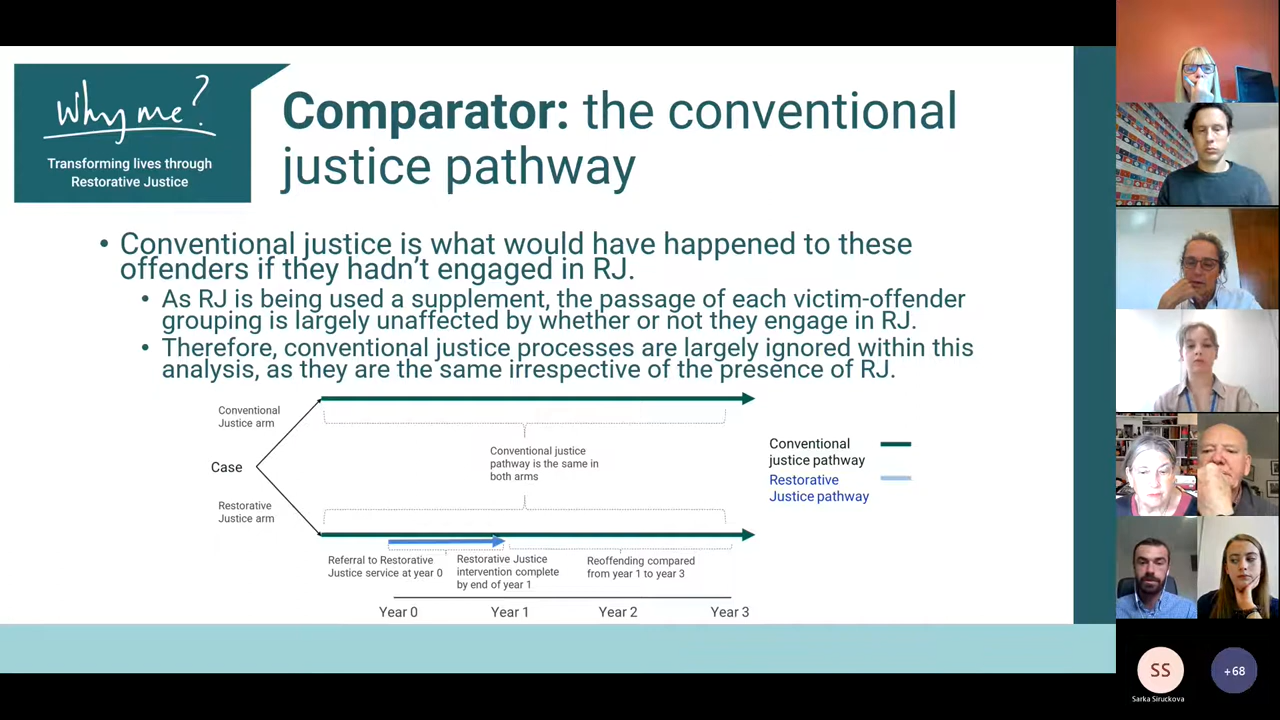 Why me?
Transforming lives through
Restorative Justice
Comparator: the conventional
justice pathway
• Conventional justice is what would have happened to these
offenders if they hadn't engaged in RJ.
• As RJ is being used a supplement, the passage of each victim-offender
grouping is largely unaffected by whether or not they engage in RJ.
• Therefore, conventional justice processes are largely ignored within this
analysis, as they are the same irrespective of the presence of RJ.
Conventional
Justice arm
Case
Restorative
Justice arm
Conventional justice
pathway is the same in
both arms
Conventional
justice pathway
Restorative
Justice pathway
Referral to Restorative
Justice service at year 0
Restorative Justice
intervention complete
by end of year 1
Reoffending compared
from year 1 to year 3
Year 0
Year 1
Year 2
Year 3
SS
Sarka Siruckova
+68